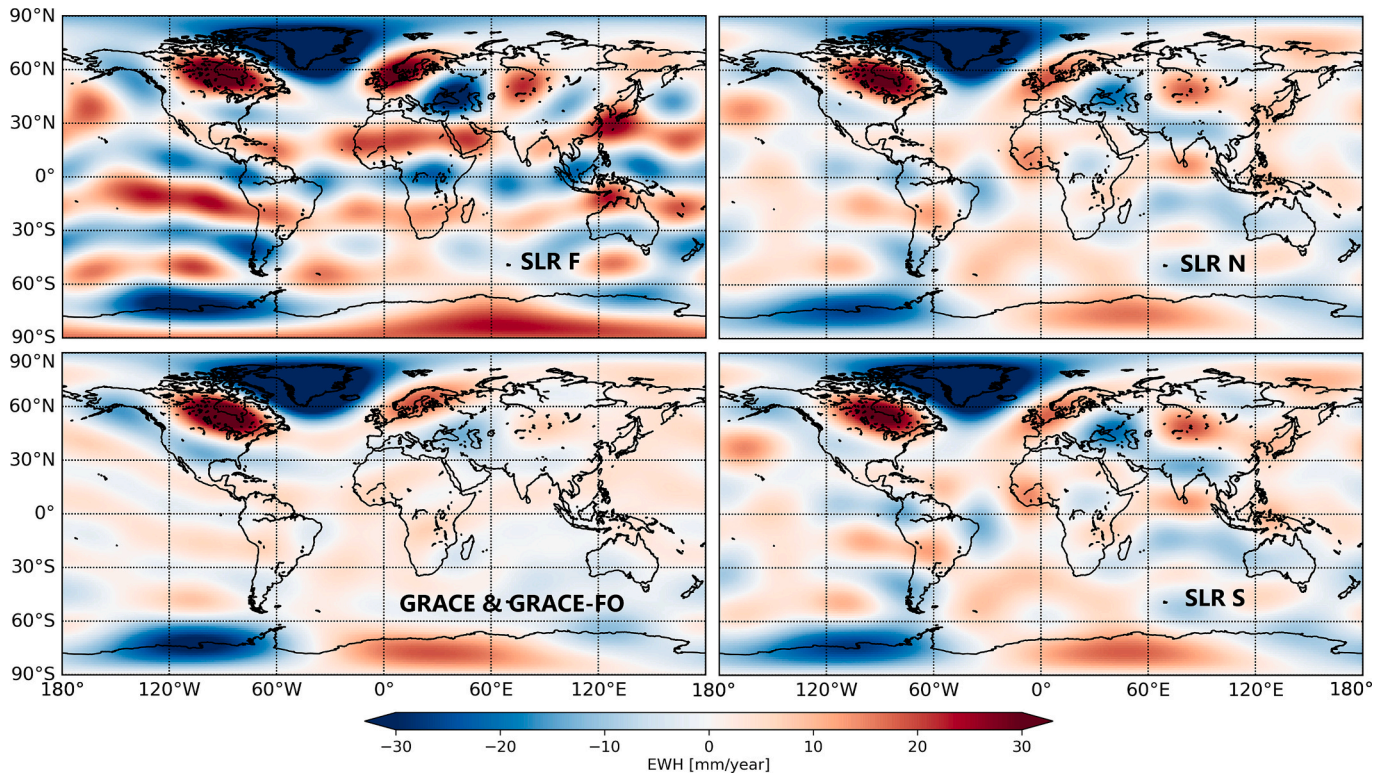 90°N
60°N
30°N
0°
30°S
60°S
90°S
SLR F
SLR N
90°N
60°N
30°N
0°
30°S
60°S
90°S
GRACE & GRACE-FO
SLR S
180° 120°W 60°W 0° 60°E 120°E 180° 120°W 60°W 0° 60°E 120°E 180°
−30 −20 −10 0 10 20 30
EWH [mm/year]